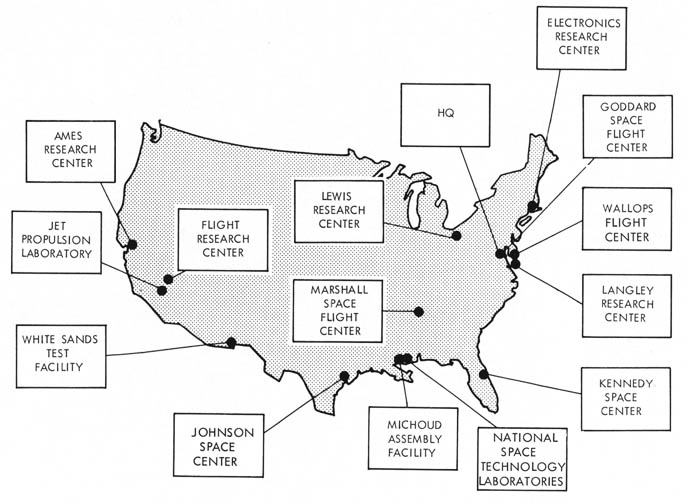 ELECTRONICS
RESEARCH
CENTER
HQ
GODDARD
SPACE
FLIGHT
CENTER
AMES
RESEARCH
CENTER
LEWIS
RESEARCH
CENTER
WALLOPS
FLIGHT
CENTER
JET
PROPULSION
LABORATORY
FLIGHT
RESEARCH
CENTER
MARSHALL
SPACE
FLIGHT
CENTER
LANGLEY
RESEARCH
CENTER
WHITE SANDS
TEST
FACILITY
KENNEDY
SPACE
CENTER
JOHNSON
SPACE
CENTER
MICHOUD
ASSEMBLY
FACILITY
NATIONAL
SPACE
TECHNOLOGY
LABORATORIES